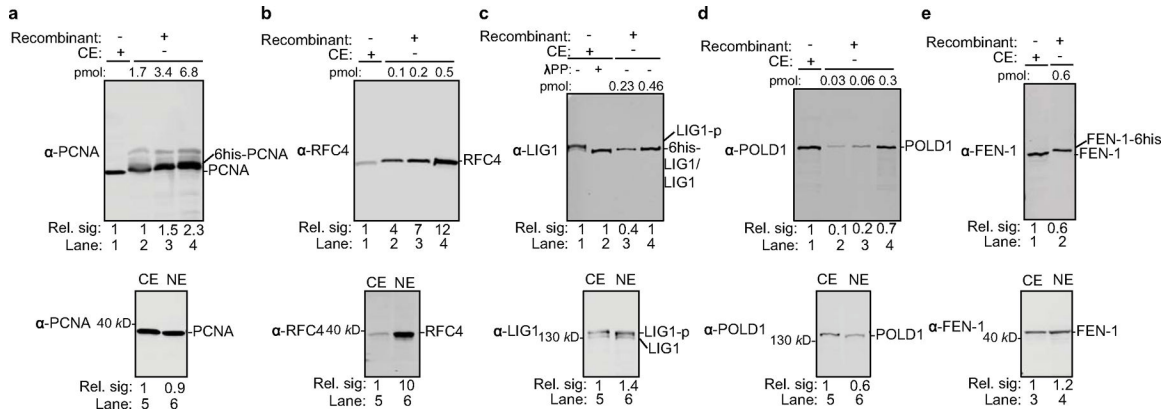 a
Recombinant: - +
CE: + -
pmol: 1.7 3.4 6.8
α-PCNA
6his-PCNA
PCNA
Rel. sig: 1 1 1.5 2.3
Lane: 1 2 3 4
CE NE
α-PCNA 40 kD
PCNA
Rel. sig: 1 0.9
Lane: 5 6
b
Recombinant: - +
CE: + -
pmol: 0.1 0.2 0.5
α-RFC4
RFC4
Rel. sig: 1 4 7 12
Lane: 1 2 3 4
CE NE
α-RFC4 40 kD
RFC4
Rel. sig: 1 10
Lane: 5 6
c
Recombinant: - +
CE: + -
λPP: - + - -
pmol: 0.23 0.46
α-LIG1
LIG1-p
6his-
LIG1/
LIG1
Rel. sig: 1 1 0.4 1
Lane: 1 2 3 4
CE NE
α-LIG1 130 kD
LIG1-p
LIG1
Rel. sig: 1 1.4
Lane: 5 6
d
Recombinant: - +
CE: + -
pmol: 0.03 0.06 0.3
α-POLD1
POLD1
Rel. sig: 1 0.1 0.2 0.7
Lane: 1 2 3 4
CE NE
α-POLD1 130 kD
POLD1
Rel. sig: 1 0.6
Lane: 5 6
e
Recombinant: - +
CE: + -
pmol: 0.6
α-FEN-1
FEN-1-6his
FEN-1
Rel. sig: 1 0.6
Lane: 1 2
CE NE
α-FEN-1 40 kD
FEN-1
Rel. sig: 1 1.2
Lane: 3 4